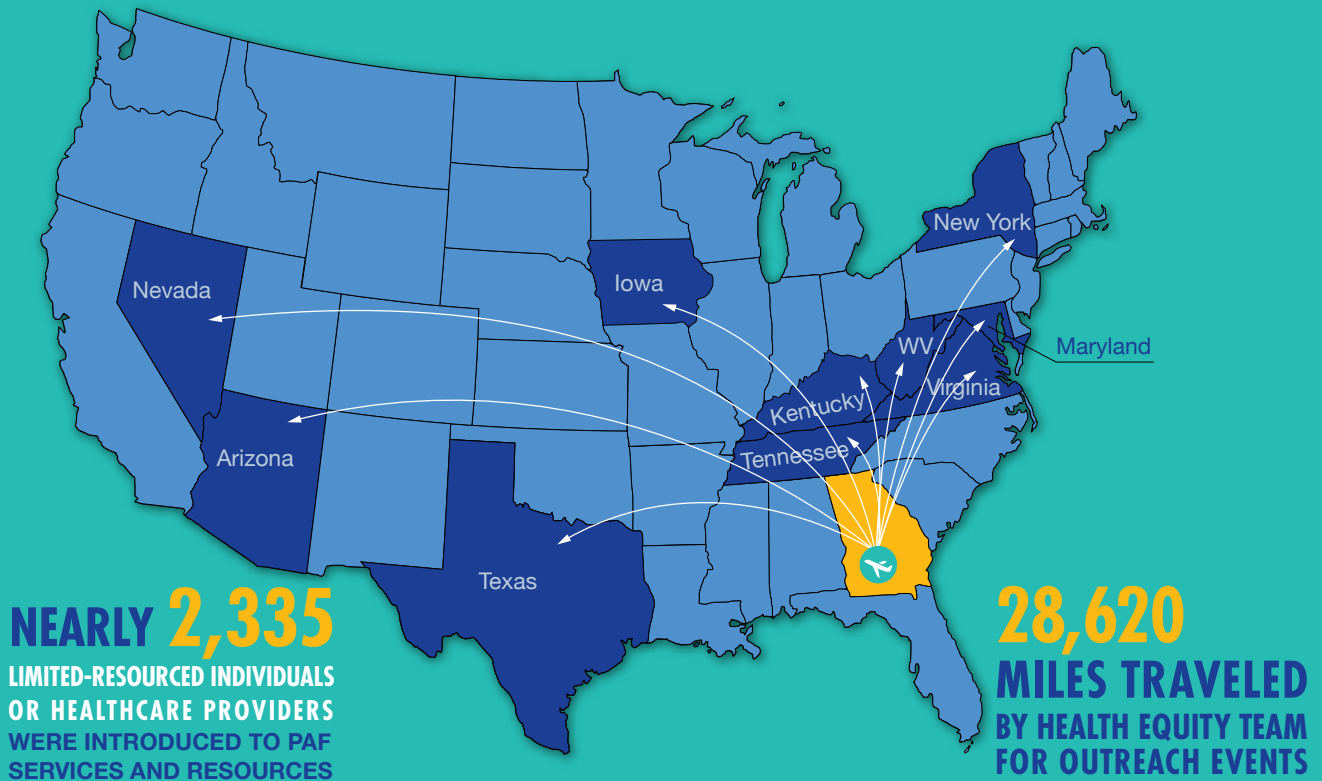 New York
Nevada
Iowa
WV
Maryland
Virginia
Kentucky
Tennessee
Arizona
Texas
NEARLY 2,335
LIMITED-RESOURCED INDIVIDUALS
OR HEALTHCARE PROVIDERS
WERE INTRODUCED TO PAF
SERVICES AND RESOURCES
28,620
MILES TRAVELED
BY HEALTH EQUITY TEAM
FOR OUTREACH EVENTS